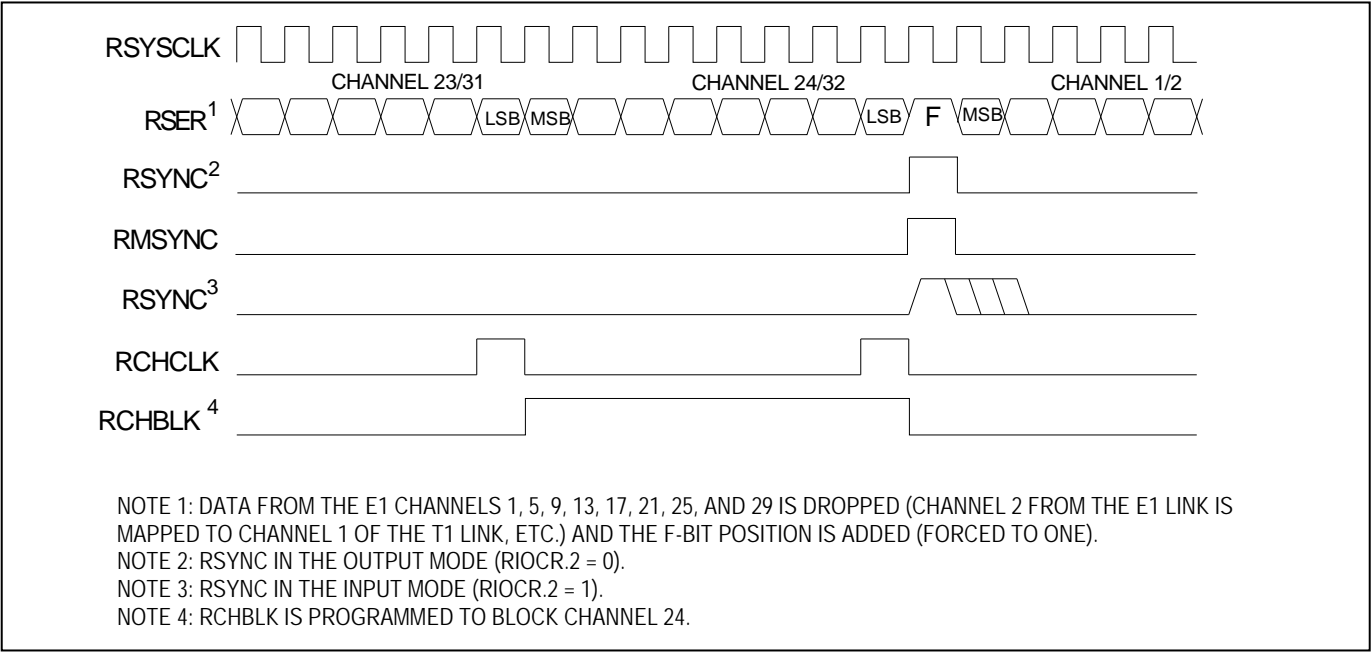 RSYSCLK
CHANNEL 23/31 CHANNEL 24/32 CHANNEL 1/2
RSER1 LSB MSB LSB F MSB
RSYNC2
RMSYNC
RSYNC3
RCHCLK
RCHBLK 4
NOTE 1: DATA FROM THE E1 CHANNELS 1, 5, 9, 13, 17, 21, 25, AND 29 IS DROPPED (CHANNEL 2 FROM THE E1 LINK IS
MAPPED TO CHANNEL 1 OF THE T1 LINK, ETC.) AND THE F-BIT POSITION IS ADDED (FORCED TO ONE).
NOTE 2: RSYNC IN THE OUTPUT MODE (RIOCR.2 = 0).
NOTE 3: RSYNC IN THE INPUT MODE (RIOCR.2 = 1).
NOTE 4: RCHBLK IS PROGRAMMED TO BLOCK CHANNEL 24.